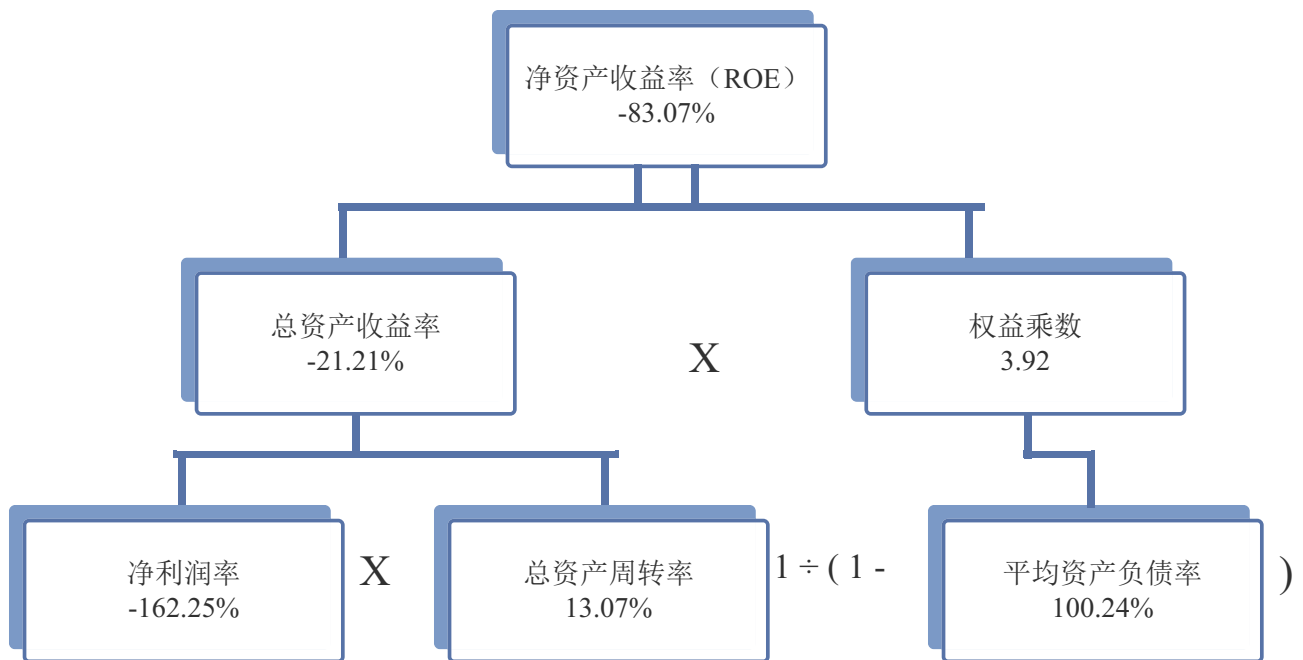 净资产收益率（ROE）
-83.07%
总资产收益率
-21.21%
X
权益乘数
3.92
净利润率
-162.25%
X
总资产周转率
13.07%
1 ÷ ( 1 -
平均资产负债率
100.24%
)